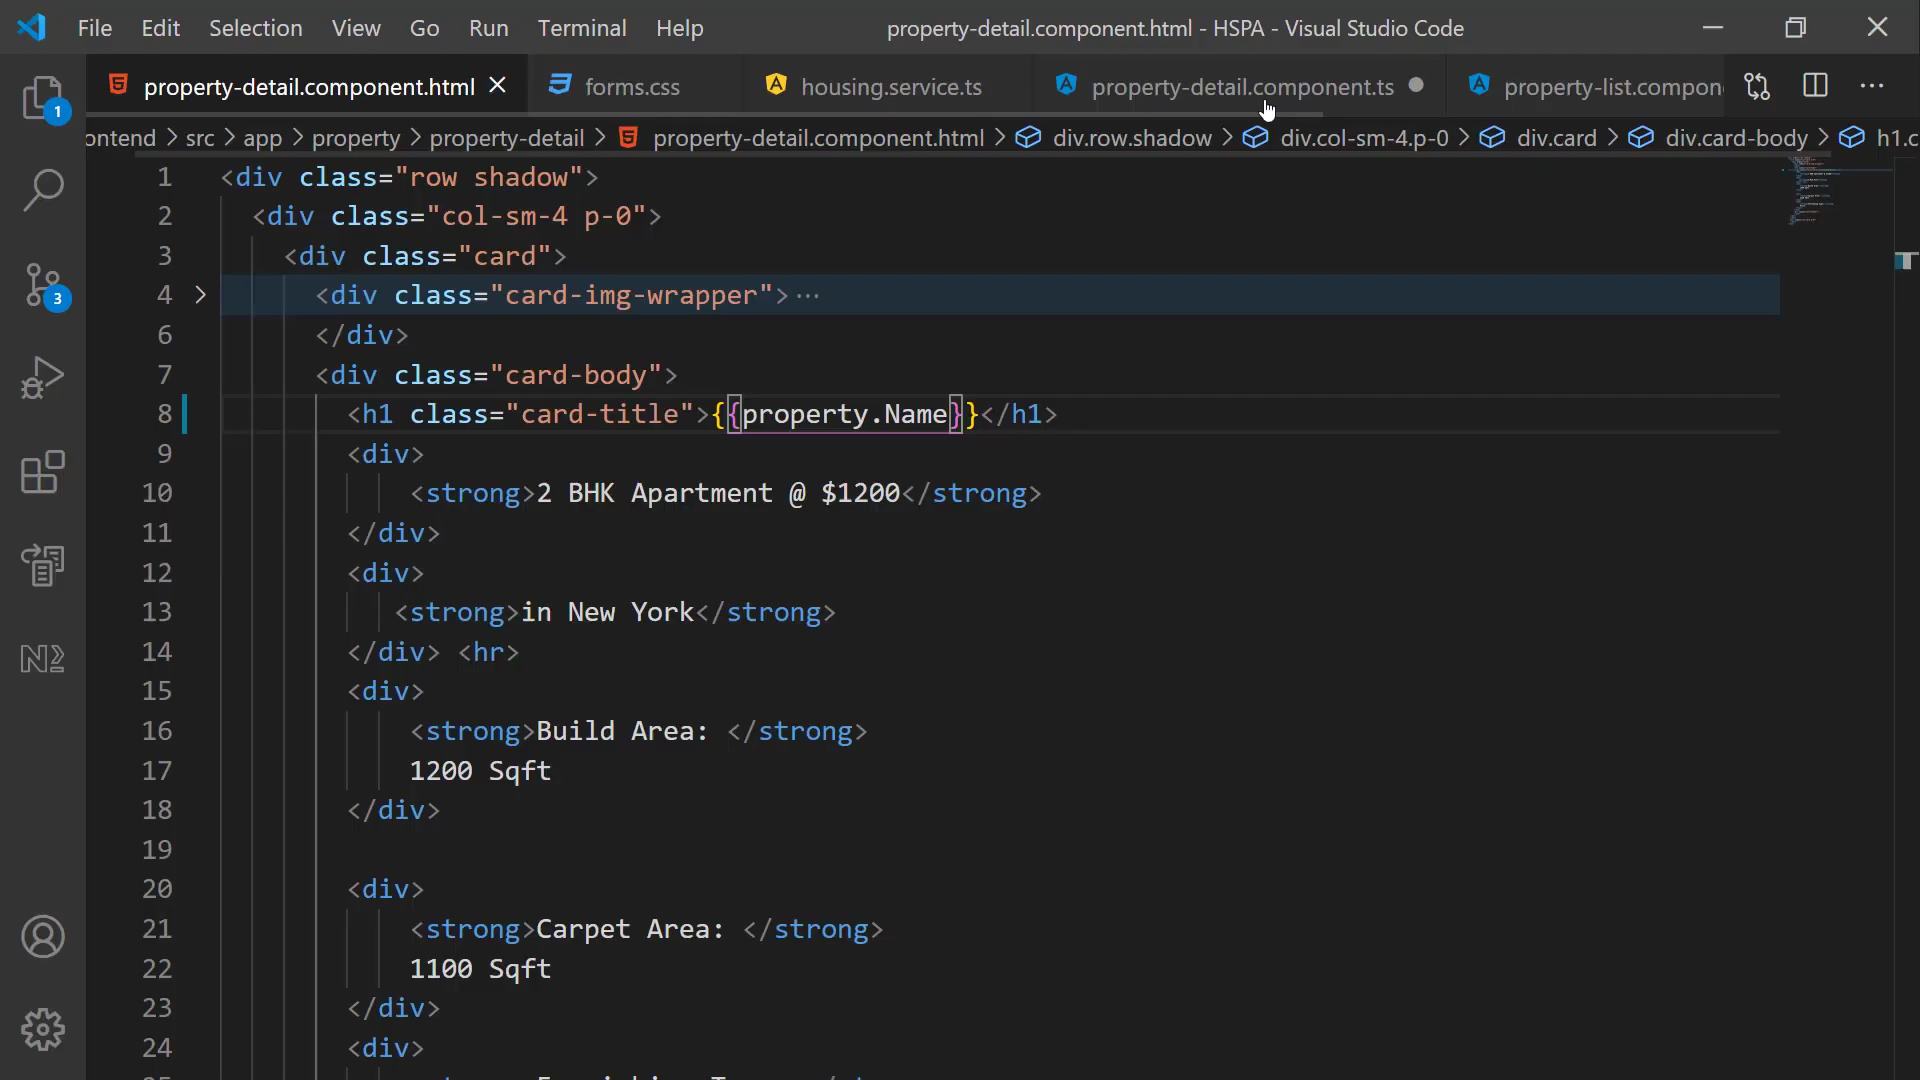 File Edit Selection View Go Run Terminal Help property-detail.component.html - HSPA - Visual Studio Code
property-detail.component.html forms.css housing.service.ts property-detail.component.ts property-list.compon
ontend > src > app > property > property-detail > property-detail.component.html > div.row.shadow > div.col-sm-4.p-0 > div.card > div.card-body > h1.c
1
3
1 <div class="row shadow">
2 <div class="col-sm-4 p-0">
3 <div class="card">
4 <div class="card-img-wrapper">···
6 </div>
7 <div class="card-body">
8 <h1 class="card-title">{{property.Name}}</h1>
9 <div>
10 <strong>2 BHK Apartment @ $1200</strong>
11 </div>
12 <div>
13 <strong>in New York</strong>
14 </div> <hr>
15 <div>
16 <strong>Build Area: </strong>
17 1200 Sqft
18 </div>
19
20 <div>
21 <strong>Carpet Area: </strong>
22 1100 Sqft
23 </div>
24 <div>